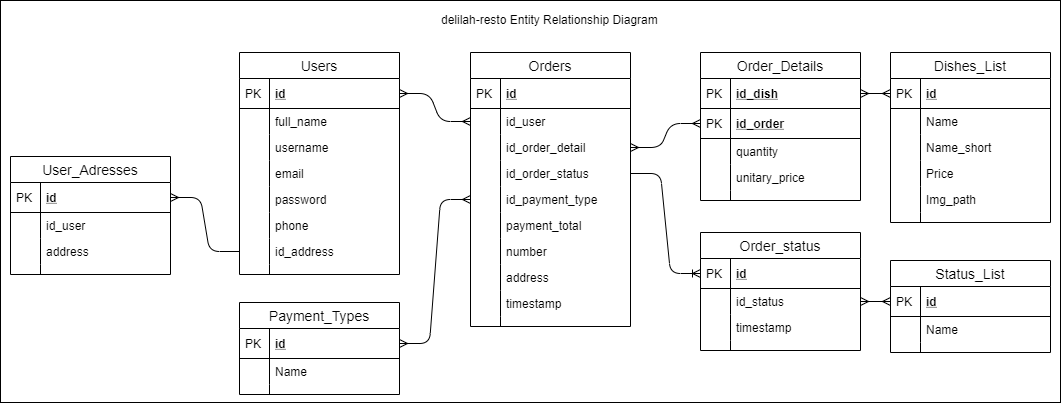 delilah-resto Entity Relationship Diagram
User_Adresses
PK id
id_user
address
Users
PK id
full_name
username
email
password
phone
id_address
Payment_Types
PK id
Name
Orders
PK id
id_user
id_order_detail
id_order_status
id_payment_type
payment_total
number
address
timestamp
Order_Details
PK id_dish
PK id_order
quantity
unitary_price
Order_status
PK id
id_status
timestamp
Dishes_List
PK id
Name
Name_short
Price
Img_path
Status_List
PK id
Name